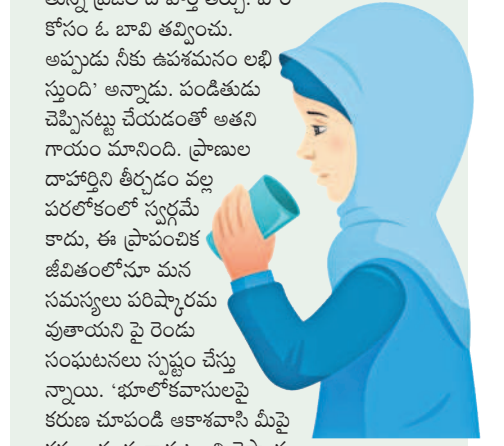 కోసం ఓ బావి తవ్వించు.
అప్పుడు నీకు ఉపశమనం లభి
స్తుంది’ అన్నాడు. పండితుడు
చెప్పినట్టు చేయడంతో అతని
గాయం మానింది. ప్రాణుల
దాహార్తిని తీర్చడం వల్ల
పరలోకంలో స్వర్గమే
కాదు, ఈ ప్రాపంచిక
జీవితంలోనూ మన
సమస్యలు పరిష్కారమ
వుతాయని పై రెండు
సంఘటనలు స్పష్టం చేస్తు
న్నాయి. ‘భూలోకవాసులపై
కరుణ చూపండి ఆకాశవాసి మీపై